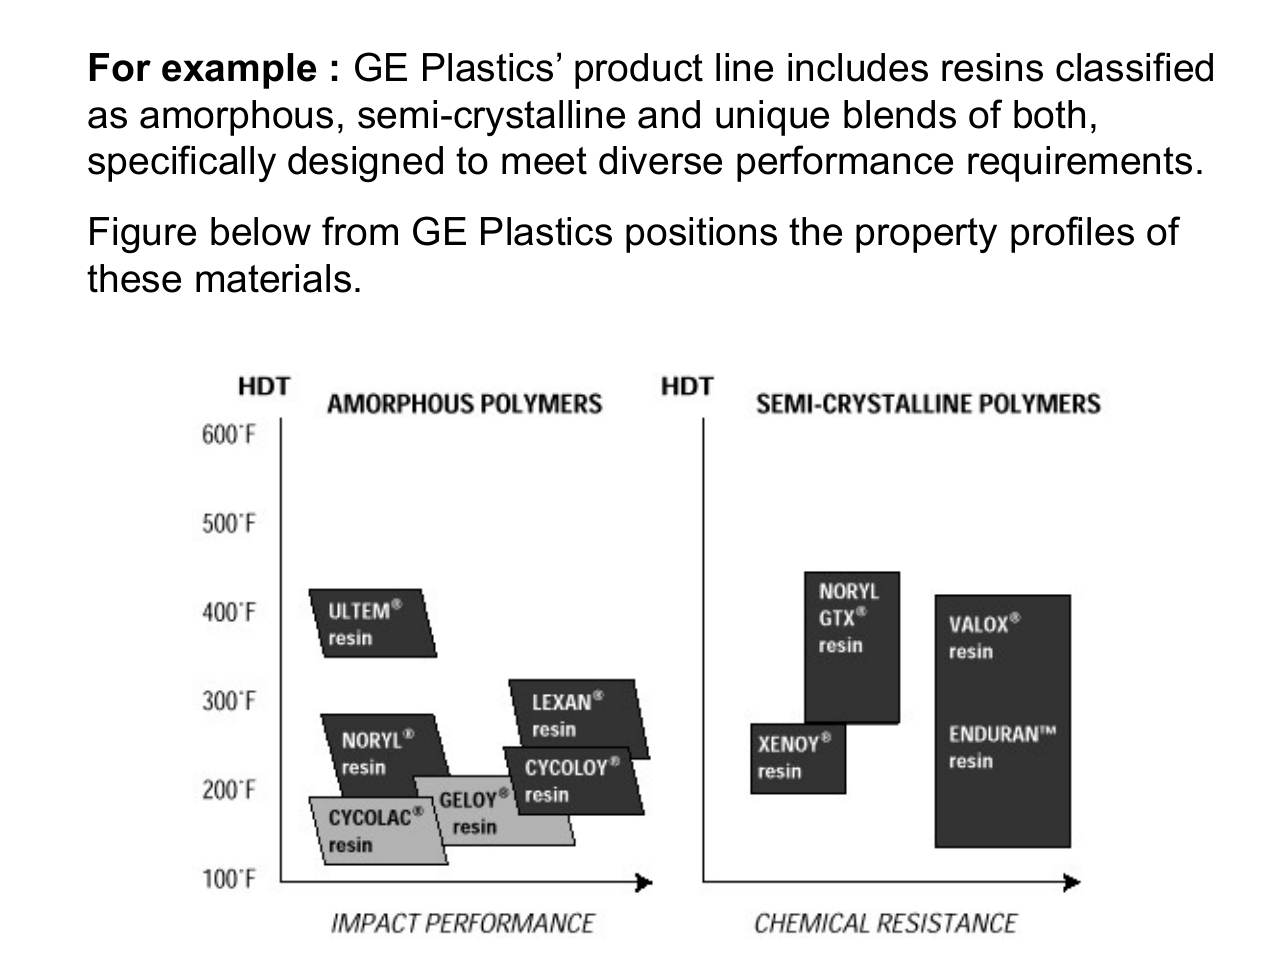 For example : GE Plastics’ product line includes resins classified
as amorphous, semi-crystalline and unique blends of both,
specifically designed to meet diverse performance requirements.
Figure below from GE Plastics positions the property profiles of
these materials.
HDT
AMORPHOUS POLYMERS
600°F
500°F
400°F
300°F
200°F
100°F
ULTEM®
resin
LEXAN®
resin
NORYL®
resin
CYCOLOY®
resin
GELOY®
resin
CYCOLAC®
resin
IMPACT PERFORMANCE
HDT
SEMI-CRYSTALLINE POLYMERS
NORYL
GTX®
resin
VALOX®
resin
XENOY®
resin
ENDURAN™
resin
CHEMICAL RESISTANCE